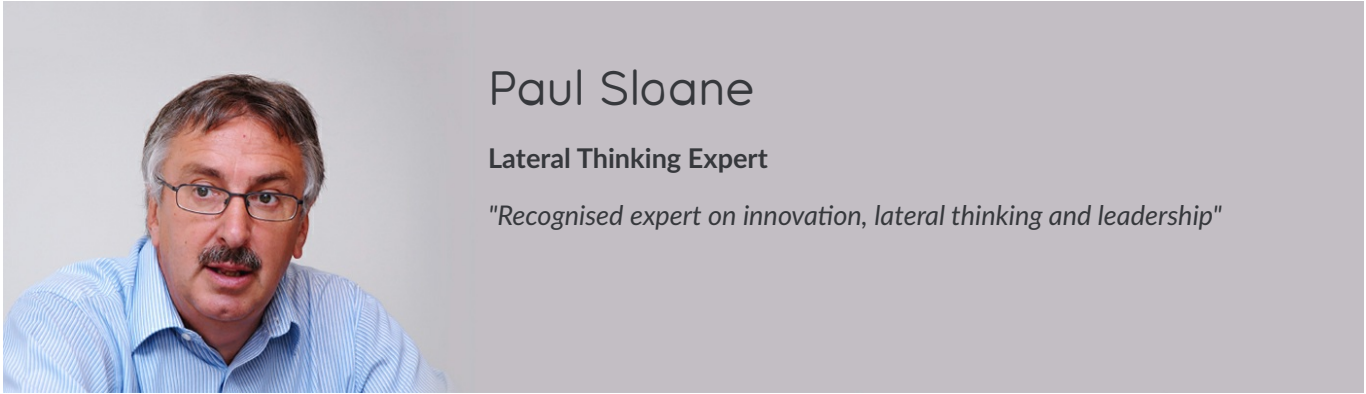 Paul Sloane
Lateral Thinking Expert
"Recognised expert on innovation, lateral thinking and leadership"